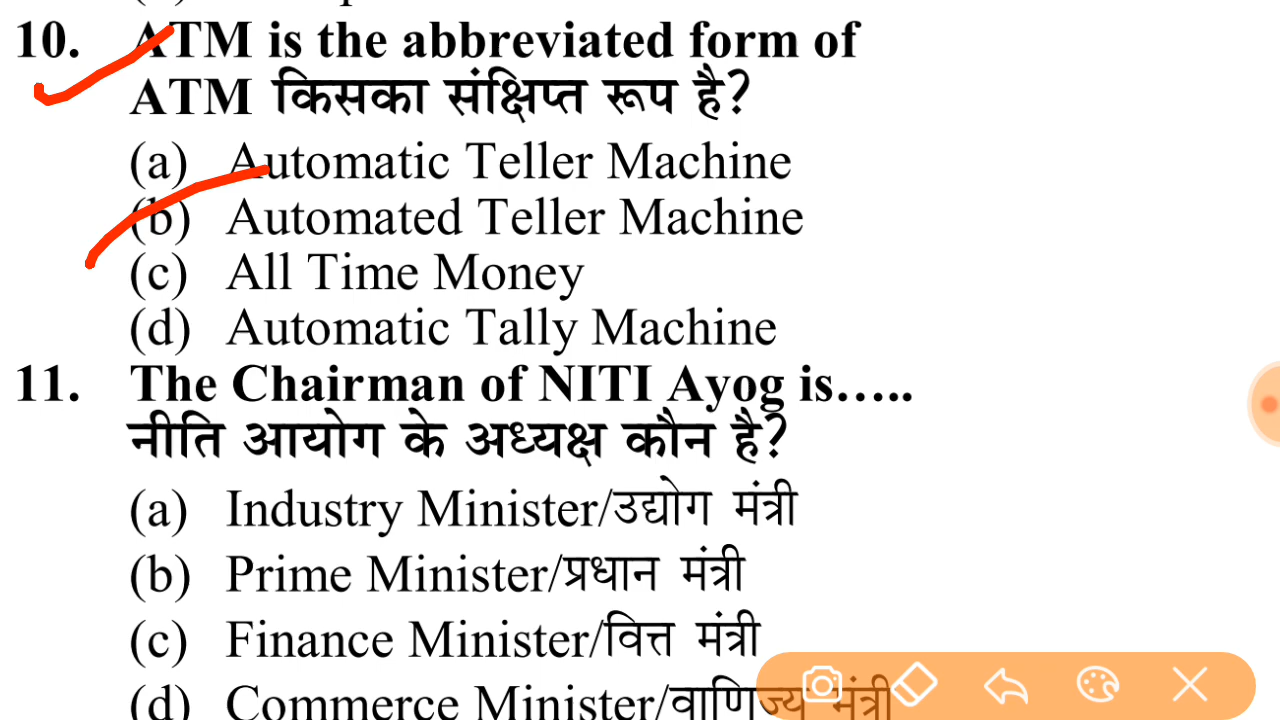 10. ATM is the abbreviated form of
ATM किसका संक्षिप्त रूप है?
(a) Automatic Teller Machine
(b) Automated Teller Machine
(c) All Time Money
(d) Automatic Tally Machine
11. The Chairman of NITI Ayog is.....
नीति आयोग के अध्यक्ष कौन है?
(a) Industry Minister/उद्योग मंत्री
(b) Prime Minister/प्रधान मंत्री
(c) Finance Minister/वित्त मंत्री
(d) Commerce Minister/वाणिज्य मंत्री